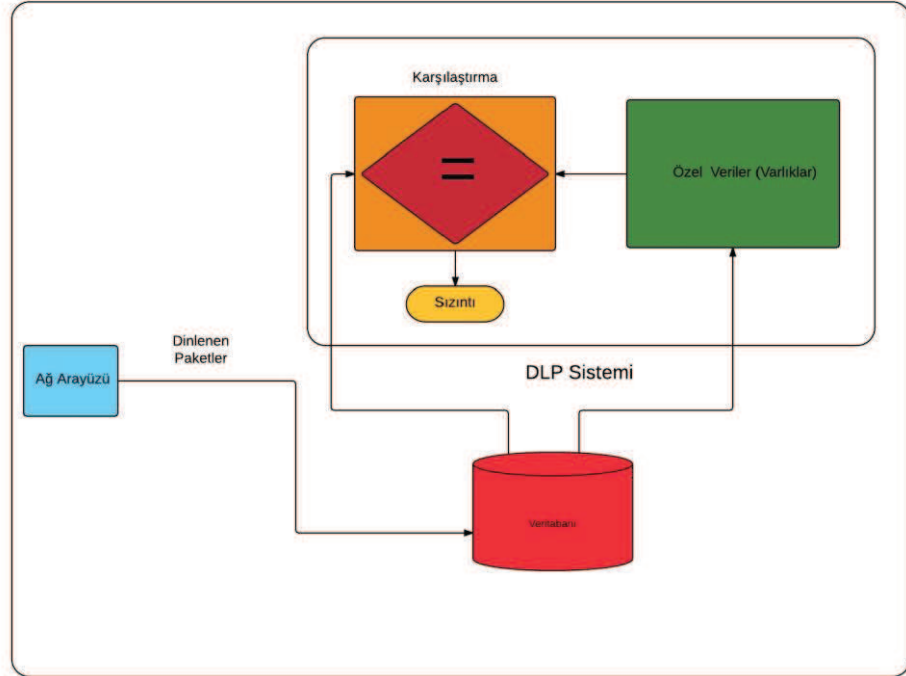 Karşılaştırma
=
Özel Veriler (Varlıklar)
Sızıntı
Dinlenen
Paketler
Ağ Arayüzü
DLP Sistemi
Veritabanı